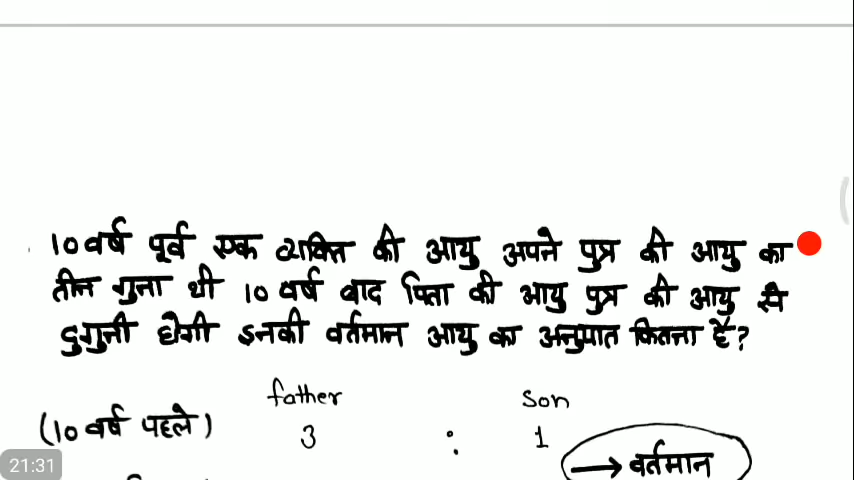 10 वर्ष पूर्व एक व्यक्ति की आयु अपने पुत्र की आयु का
तीन गुना थी 10 वर्ष बाद पिता की आयु पुत्र की आयु से
दुगुनी होगी इनकी वर्तमान आयु का अनुपात कितना है?
father son
(10 वर्ष पहले) 3 : 1
→ वर्तमान
21:31